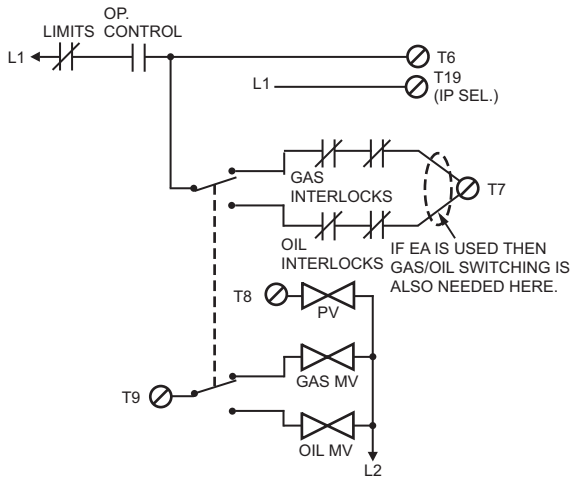 OP.
LIMITS CONTROL
L1
T6
L1
T19
(IP SEL.)
GAS
INTERLOCKS
T7
OIL
INTERLOCKS
IF EA IS USED THEN
GAS/OIL SWITCHING IS
ALSO NEEDED HERE.
T8
PV
GAS MV
T9
OIL MV
L2